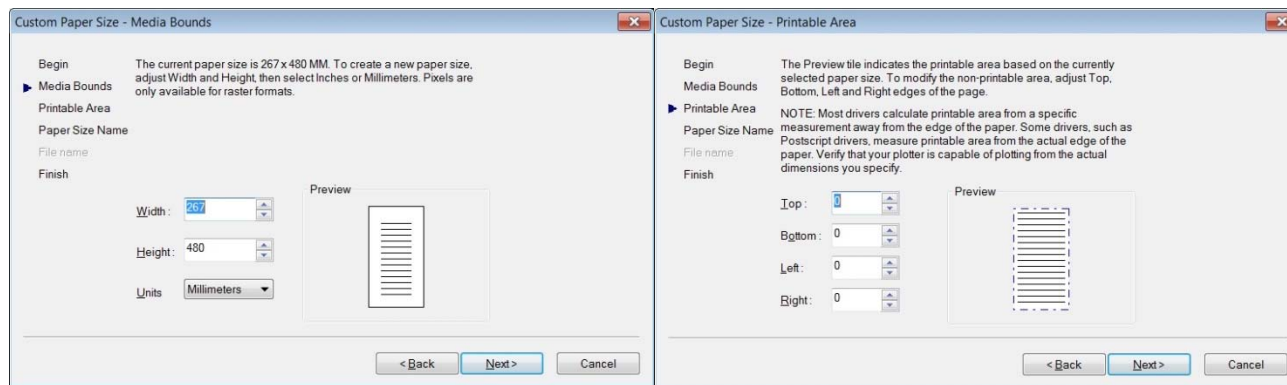 Custom Paper Size - Media Bounds
Begin
Media Bounds
Printable Area
Paper Size Name
File name
Finish
The current paper size is 267 x 480 MM. To create a new paper size,
adjust Width and Height, then select Inches or Millimeters. Pixels are
only available for raster formats.
Width :
267
Height :
480
Units
Millimeters
Preview
< Back
Next >
Cancel
Custom Paper Size - Printable Area
Begin
Media Bounds
Printable Area
Paper Size Name
File name
Finish
The Preview tile indicates the printable area based on the currently
selected paper size. To modify the non-printable area, adjust Top,
Bottom, Left and Right edges of the page.
NOTE: Most drivers calculate printable area from a specific
measurement away from the edge of the paper. Some drivers, such as
Postscript drivers, measure printable area from the actual edge of the
paper. Verify that your plotter is capable of plotting from the actual
dimensions you specify.
Top :
0
Bottom :
0
Left :
0
Right :
0
Preview
< Back
Next >
Cancel